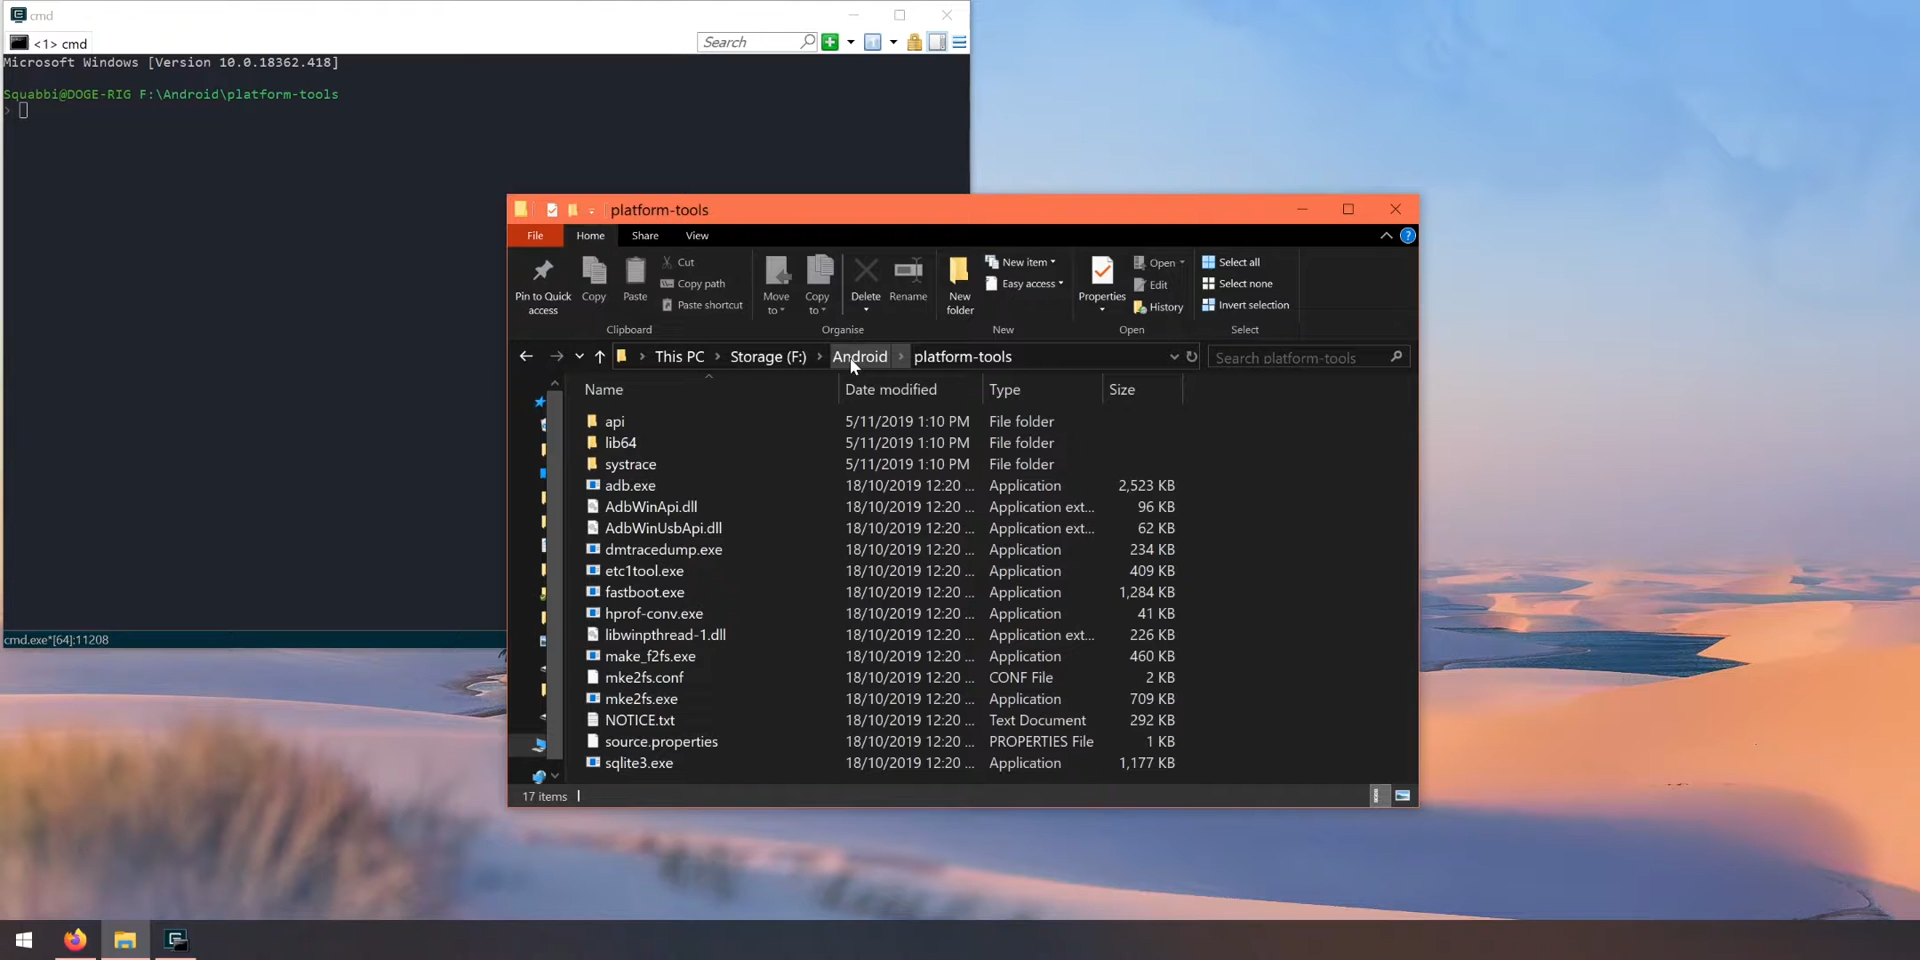 cmd
<1> cmd
Search
Microsoft Windows [Version 10.0.18362.418]
Squabbi@DOGE-RIG F:\Android\platform-tools
cmd.exe*[64]:11208
platform-tools
File Home Share View
Pin to Quick access
Copy
Paste
Cut
Copy path
Paste shortcut
Clipboard
Move to
Copy to
Delete
Rename
Organise
New folder
New item
Easy access
New
Properties
Open
Edit
History
Open
Select all
Select none
Invert selection
Select
This PC > Storage (F:) > Android > platform-tools
Search platform-tools
Name Date modified Type Size
api 5/11/2019 1:10 PM File folder
lib64 5/11/2019 1:10 PM File folder
systrace 5/11/2019 1:10 PM File folder
adb.exe 18/10/2019 12:20 ... Application 2,523 KB
AdbWinApi.dll 18/10/2019 12:20 ... Application ext... 96 KB
AdbWinUsbApi.dll 18/10/2019 12:20 ... Application ext... 62 KB
dmtracedump.exe 18/10/2019 12:20 ... Application 234 KB
etc1tool.exe 18/10/2019 12:20 ... Application 409 KB
fastboot.exe 18/10/2019 12:20 ... Application 1,284 KB
hprof-conv.exe 18/10/2019 12:20 ... Application 41 KB
libwinpthread-1.dll 18/10/2019 12:20 ... Application ext... 226 KB
make_f2fs.exe 18/10/2019 12:20 ... Application 460 KB
mke2fs.conf 18/10/2019 12:20 ... CONF File 2 KB
mke2fs.exe 18/10/2019 12:20 ... Application 709 KB
NOTICE.txt 18/10/2019 12:20 ... Text Document 292 KB
source.properties 18/10/2019 12:20 ... PROPERTIES File 1 KB
sqlite3.exe 18/10/2019 12:20 ... Application 1,177 KB
17 items